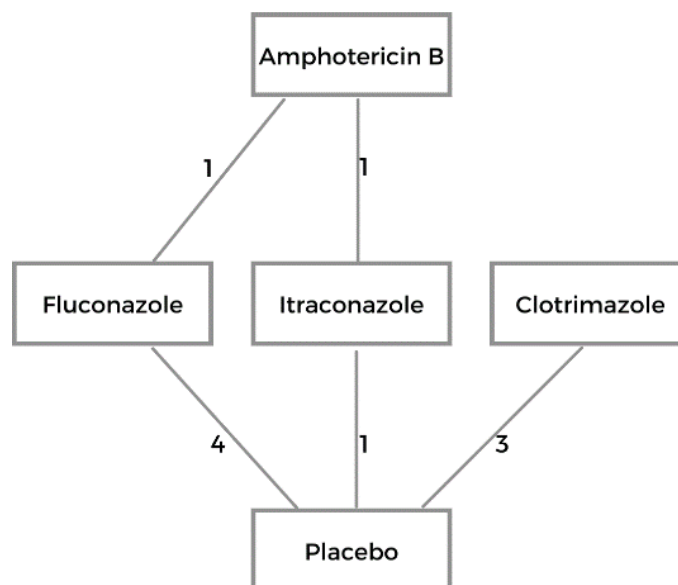 Amphotericin B
1
1
Fluconazole
Itraconazole
Clotrimazole
4
1
3
Placebo